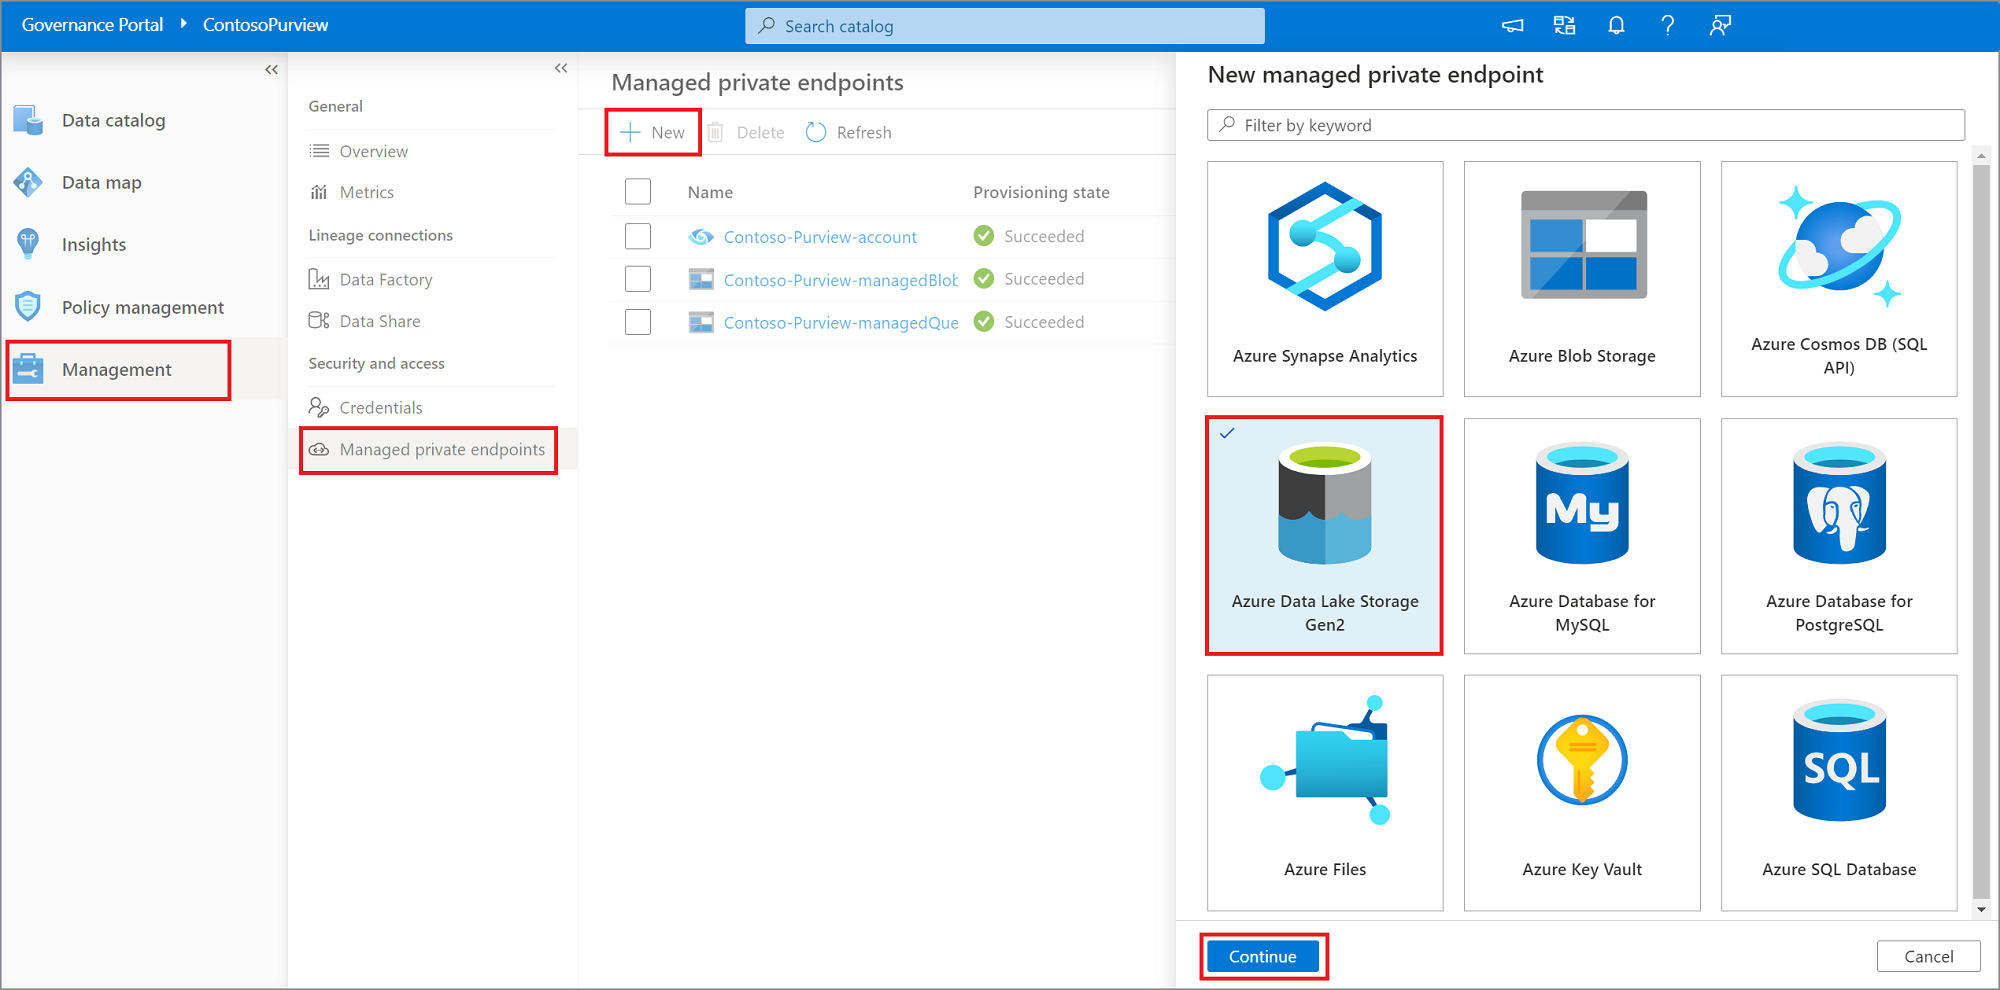 Governance Portal
ContosoPurview
Search catalog
Data catalog
Data map
Insights
Policy management
Management
General
Overview
Metrics
Lineage connections
Data Factory
Data Share
Security and access
Credentials
Managed private endpoints
Managed private endpoints
New
Delete
Refresh
Name
Provisioning state
Contoso-Purview-account
Succeeded
Contoso-Purview-managedBlob
Succeeded
Contoso-Purview-managedQue
Succeeded
New managed private endpoint
Filter by keyword
Azure Synapse Analytics
Azure Blob Storage
Azure Cosmos DB (SQL
API)
Azure Data Lake Storage
Gen2
My
Azure Database for
MySQL
Azure Database for
PostgreSQL
Azure Files
Azure Key Vault
SQL
Azure SQL Database
Continue
Cancel